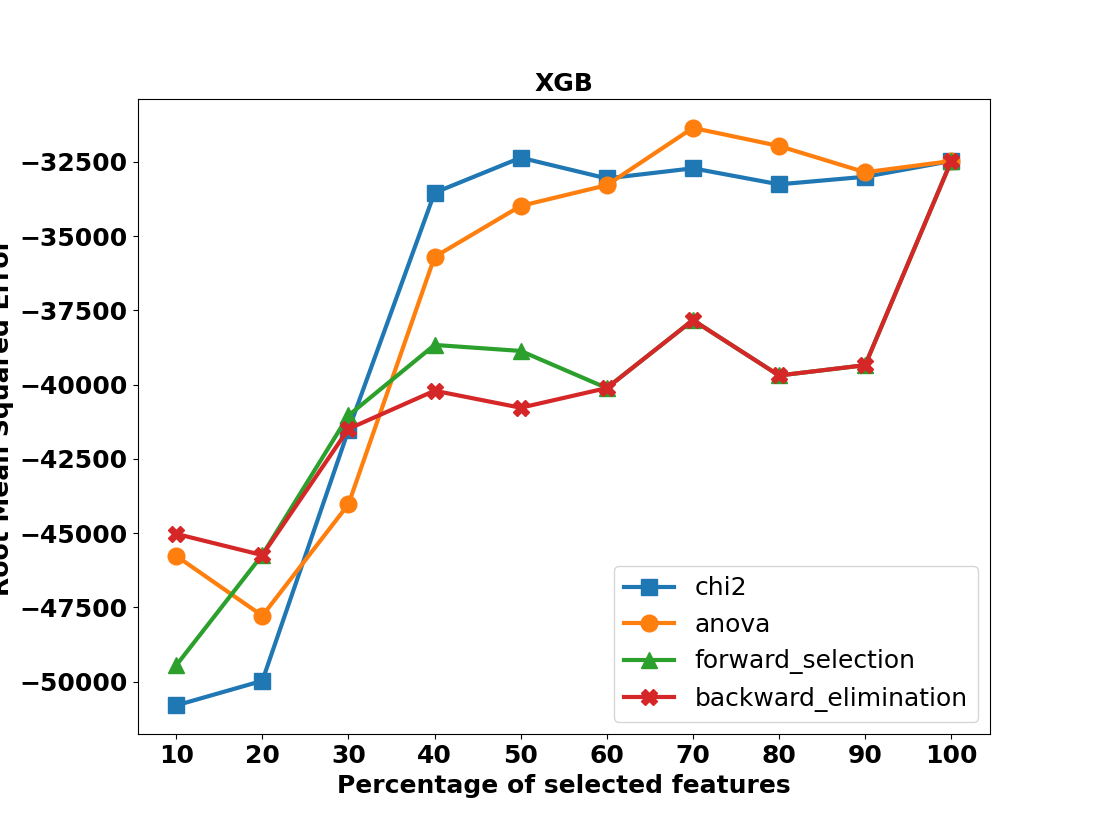 XGB
Root Mean Squared Error
−32500
−35000
−37500
−40000
−42500
−45000
−47500
−50000
10 20 30 40 50 60 70 80 90 100
Percentage of selected features
chi2
anova
forward_selection
backward_elimination